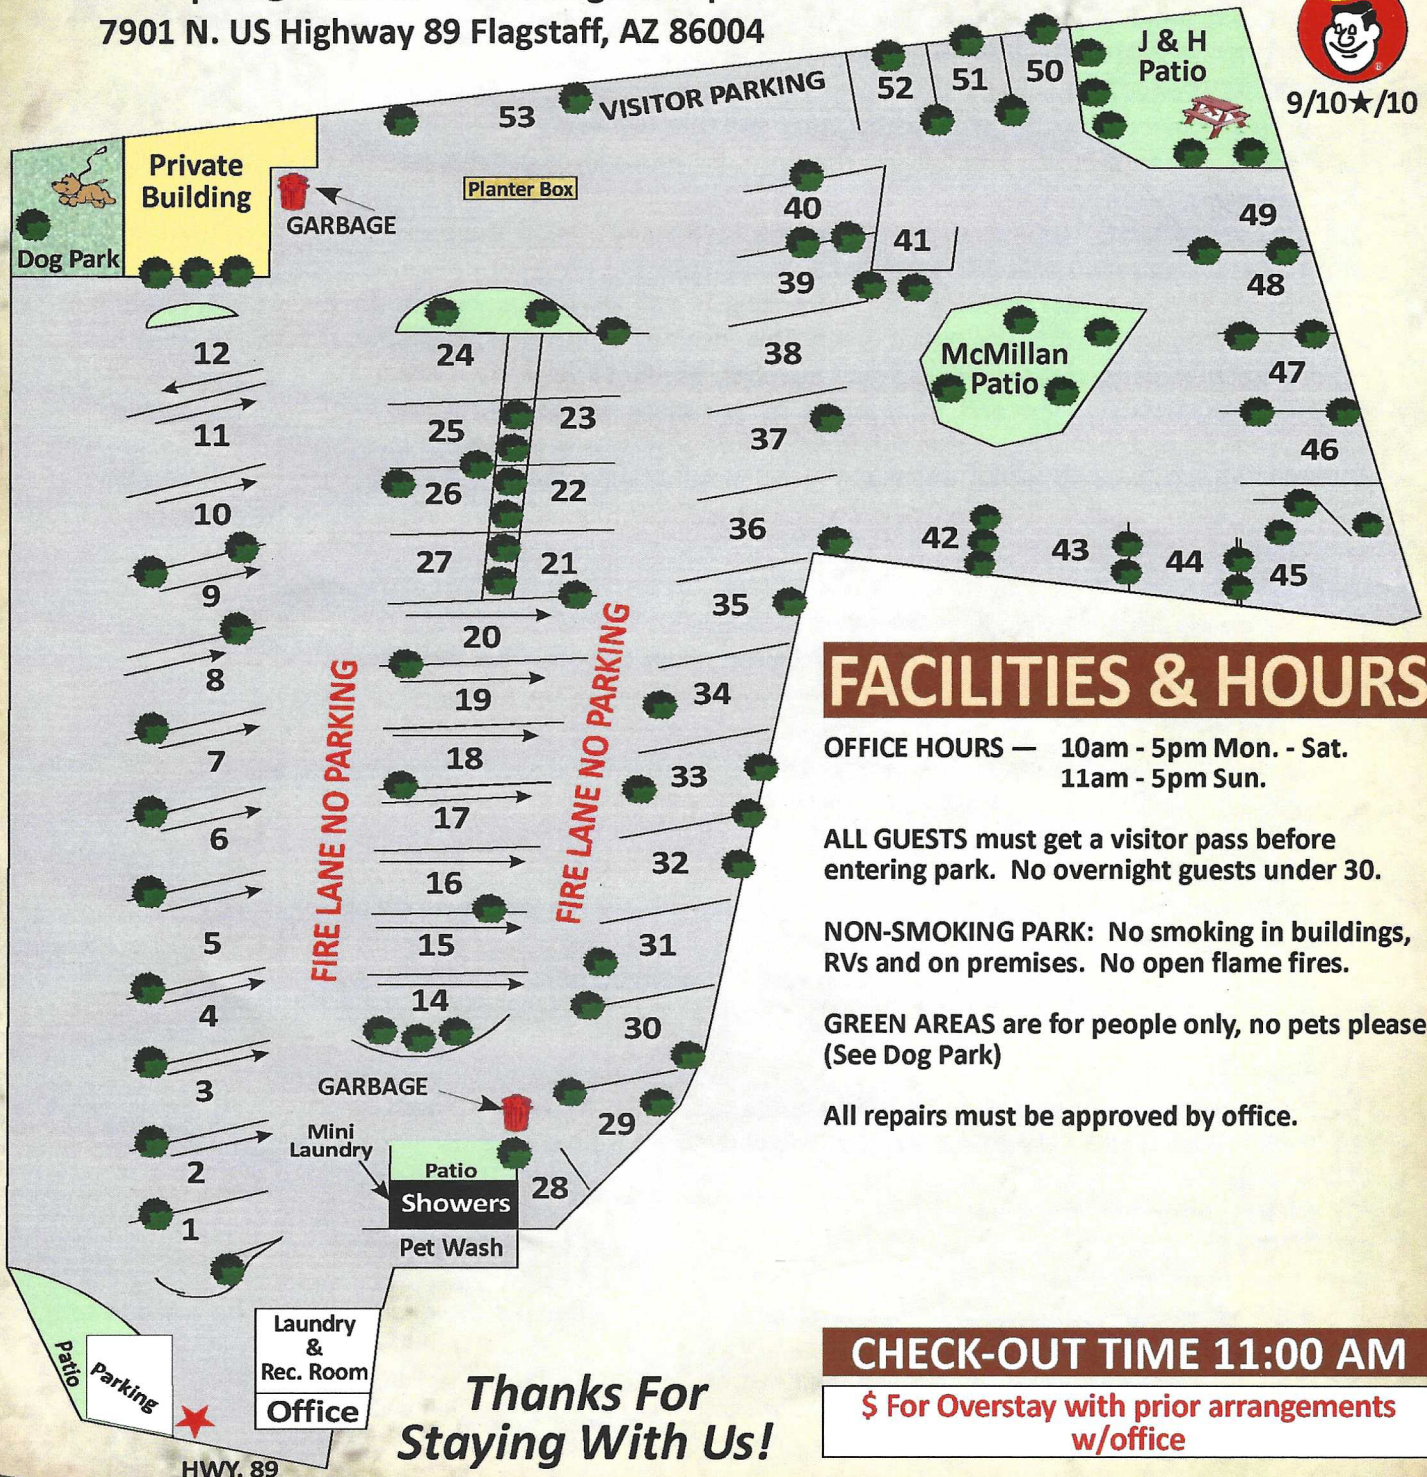 7901 N. US Highway 89 Flagstaff, AZ 86004
9/10★/10
J & H
Patio
VISITOR PARKING
50
51
52
53
Private
Building
GARBAGE
Planter Box
Dog Park
40
41
39
49
48
38
McMillan
Patio
47
37
46
36
42
43
44
45
35
12
11
10
9
8
7
6
5
4
3
2
1
24
23
25
26
22
27
21
20
19
18
17
16
15
14
FIRE LANE NO PARKING
FIRE LANE NO PARKING
34
33
32
31
30
29
28
GARBAGE
Mini
Laundry
Patio
Showers
Pet Wash
Laundry
&
Rec. Room
Office
Patio
Parking
HWY. 89
FACILITIES & HOURS
OFFICE HOURS — 10am - 5pm Mon. - Sat.
11am - 5pm Sun.
ALL GUESTS must get a visitor pass before
entering park. No overnight guests under 30.
NON-SMOKING PARK: No smoking in buildings,
RVs and on premises. No open flame fires.
GREEN AREAS are for people only, no pets please
(See Dog Park)
All repairs must be approved by office.
Thanks For
Staying With Us!
CHECK-OUT TIME 11:00 AM
$ For Overstay with prior arrangements
w/office